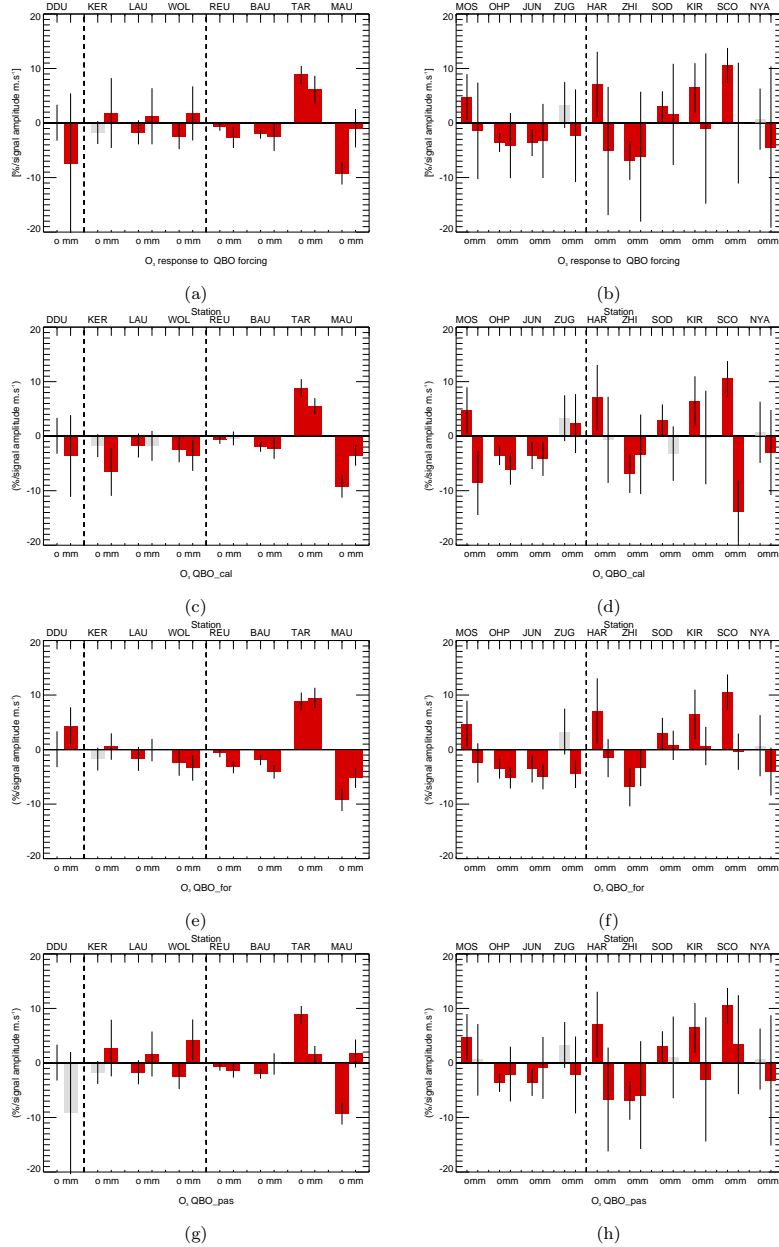 DDU KER LAU WOL REU BAU TAR MAU
[%/signal amplitude m.s⁻¹]
20
10
0
-10
-20
o mm o mm o mm o mm o mm o mm o mm o mm
O₃ response to QBO forcing
(a)
MOS OHP JUN ZUG HAR ZHI SOD KIR SCO NYA
[%/signal amplitude m.s⁻¹]
20
10
0
-10
-20
omm omm omm omm omm omm omm omm omm omm
O₃ response to QBO forcing
(b)
Station
DDU KER LAU WOL REU BAU TAR MAU
(%/signal amplitude m.s⁻¹)
20
10
0
-10
-20
o mm o mm o mm o mm o mm o mm o mm o mm
O₃ QBO_cal
(c)
Station
MOS OHP JUN ZUG HAR ZHI SOD KIR SCO NYA
(%/signal amplitude m.s⁻¹)
20
10
0
-10
-20
omm omm omm omm omm omm omm omm omm omm
O₃ QBO_cal
(d)
Station
DDU KER LAU WOL REU BAU TAR MAU
(%/signal amplitude m.s⁻¹)
20
10
0
-10
-20
o mm o mm o mm o mm o mm o mm o mm o mm
O₃ QBO_for
(e)
Station
MOS OHP JUN ZUG HAR ZHI SOD KIR SCO NYA
(%/signal amplitude m.s⁻¹)
20
10
0
-10
-20
omm omm omm omm omm omm omm omm omm omm
O₃ QBO_for
(f)
Station
DDU KER LAU WOL REU BAU TAR MAU
(%/signal amplitude m.s⁻¹)
20
10
0
-10
-20
o mm o mm o mm o mm o mm o mm o mm o mm
O₃ QBO_pas
(g)
Station
MOS OHP JUN ZUG HAR ZHI SOD KIR SCO NYA
(%/signal amplitude m.s⁻¹)
20
10
0
-10
-20
omm omm omm omm omm omm omm omm omm omm
O₃ QBO_pas
(h)